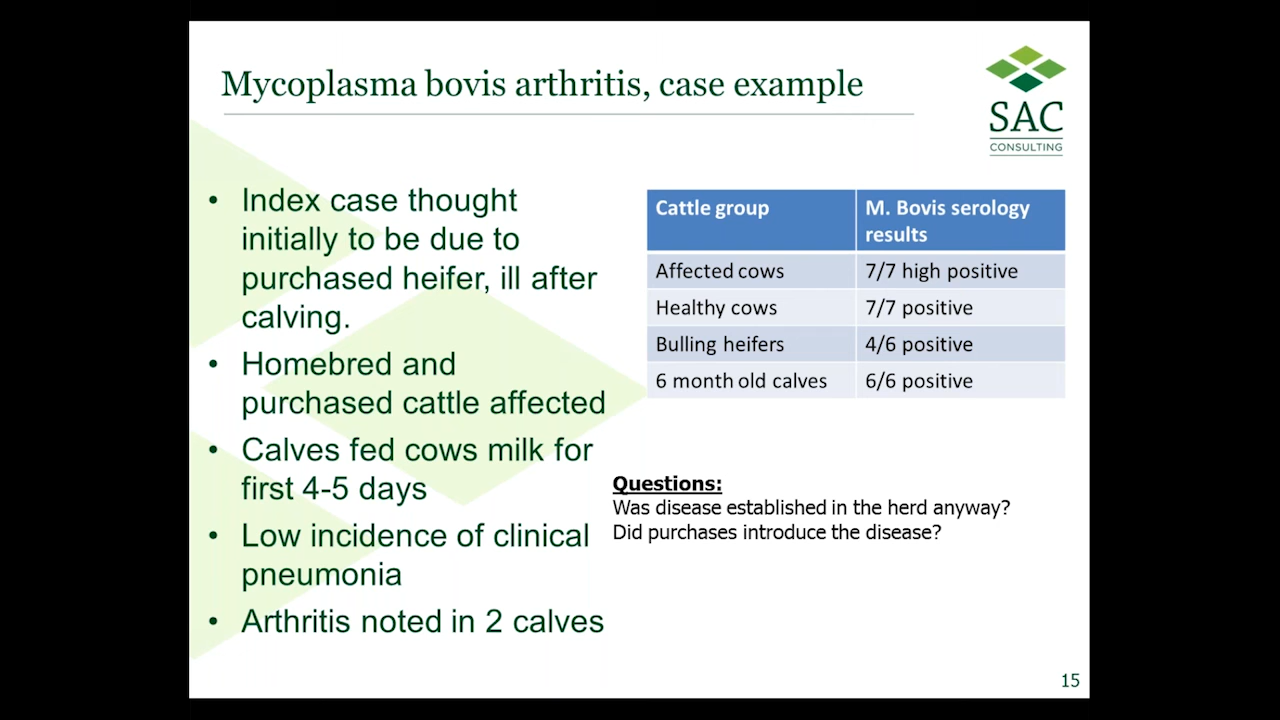 Mycoplasma bovis arthritis, case example
SAC
CONSULTING
• Index case thought
initially to be due to
purchased heifer, ill after
calving.
• Homebred and
purchased cattle affected
• Calves fed cows milk for
first 4-5 days
• Low incidence of clinical
pneumonia
• Arthritis noted in 2 calves
Cattle group M. Bovis serology
results
Affected cows 7/7 high positive
Healthy cows 7/7 positive
Bulling heifers 4/6 positive
6 month old calves 6/6 positive
Questions:
Was disease established in the herd anyway?
Did purchases introduce the disease?
15